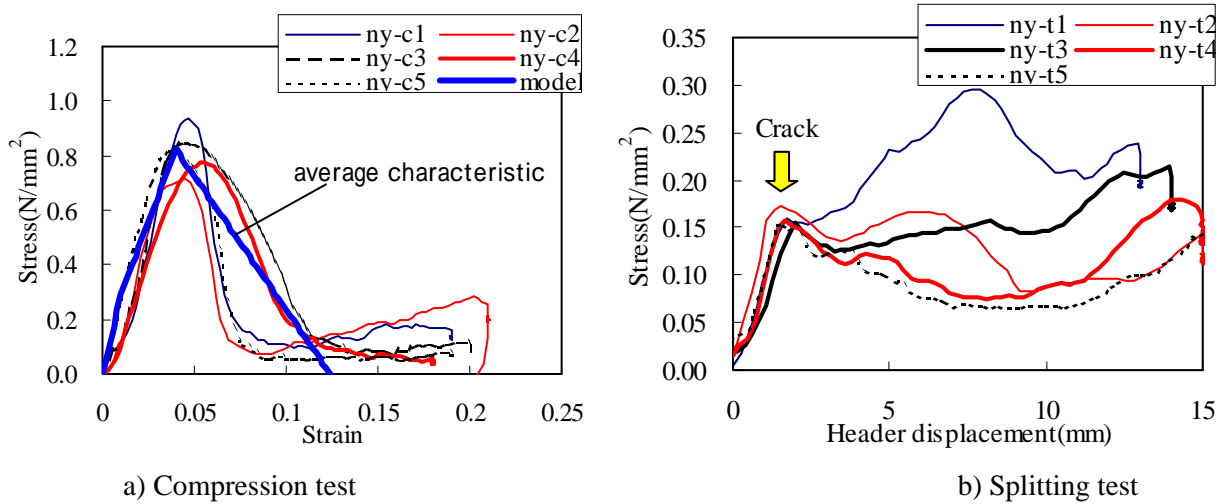 ny-c1 ny-c2
ny-c3 ny-c4
ny-c5 model
1.2
1.0
0.8
0.6
0.4
0.2
0.0
Stress(N/mm²)
average characteristic
0 0.05 0.1 0.15 0.2 0.25
Strain
a) Compression test
ny-t1 ny-t2
ny-t3 ny-t4
ny-t5
0.35
0.30
0.25
0.20
0.15
0.10
0.05
0.00
Stress(N/mm²)
Crack
0 5 10 15
Header displacement(mm)
b) Splitting test